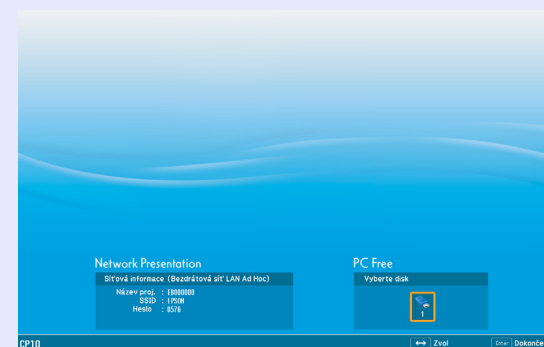 Network Presentation
Síťová informace (Bezdrátová síť LAN Ad Hoc)
Název proj. : EB000000
SSID : EPSON
Heslo : 0576
PC Free
Vyberte disk
1
CP10
Zvol
Enter Dokonče